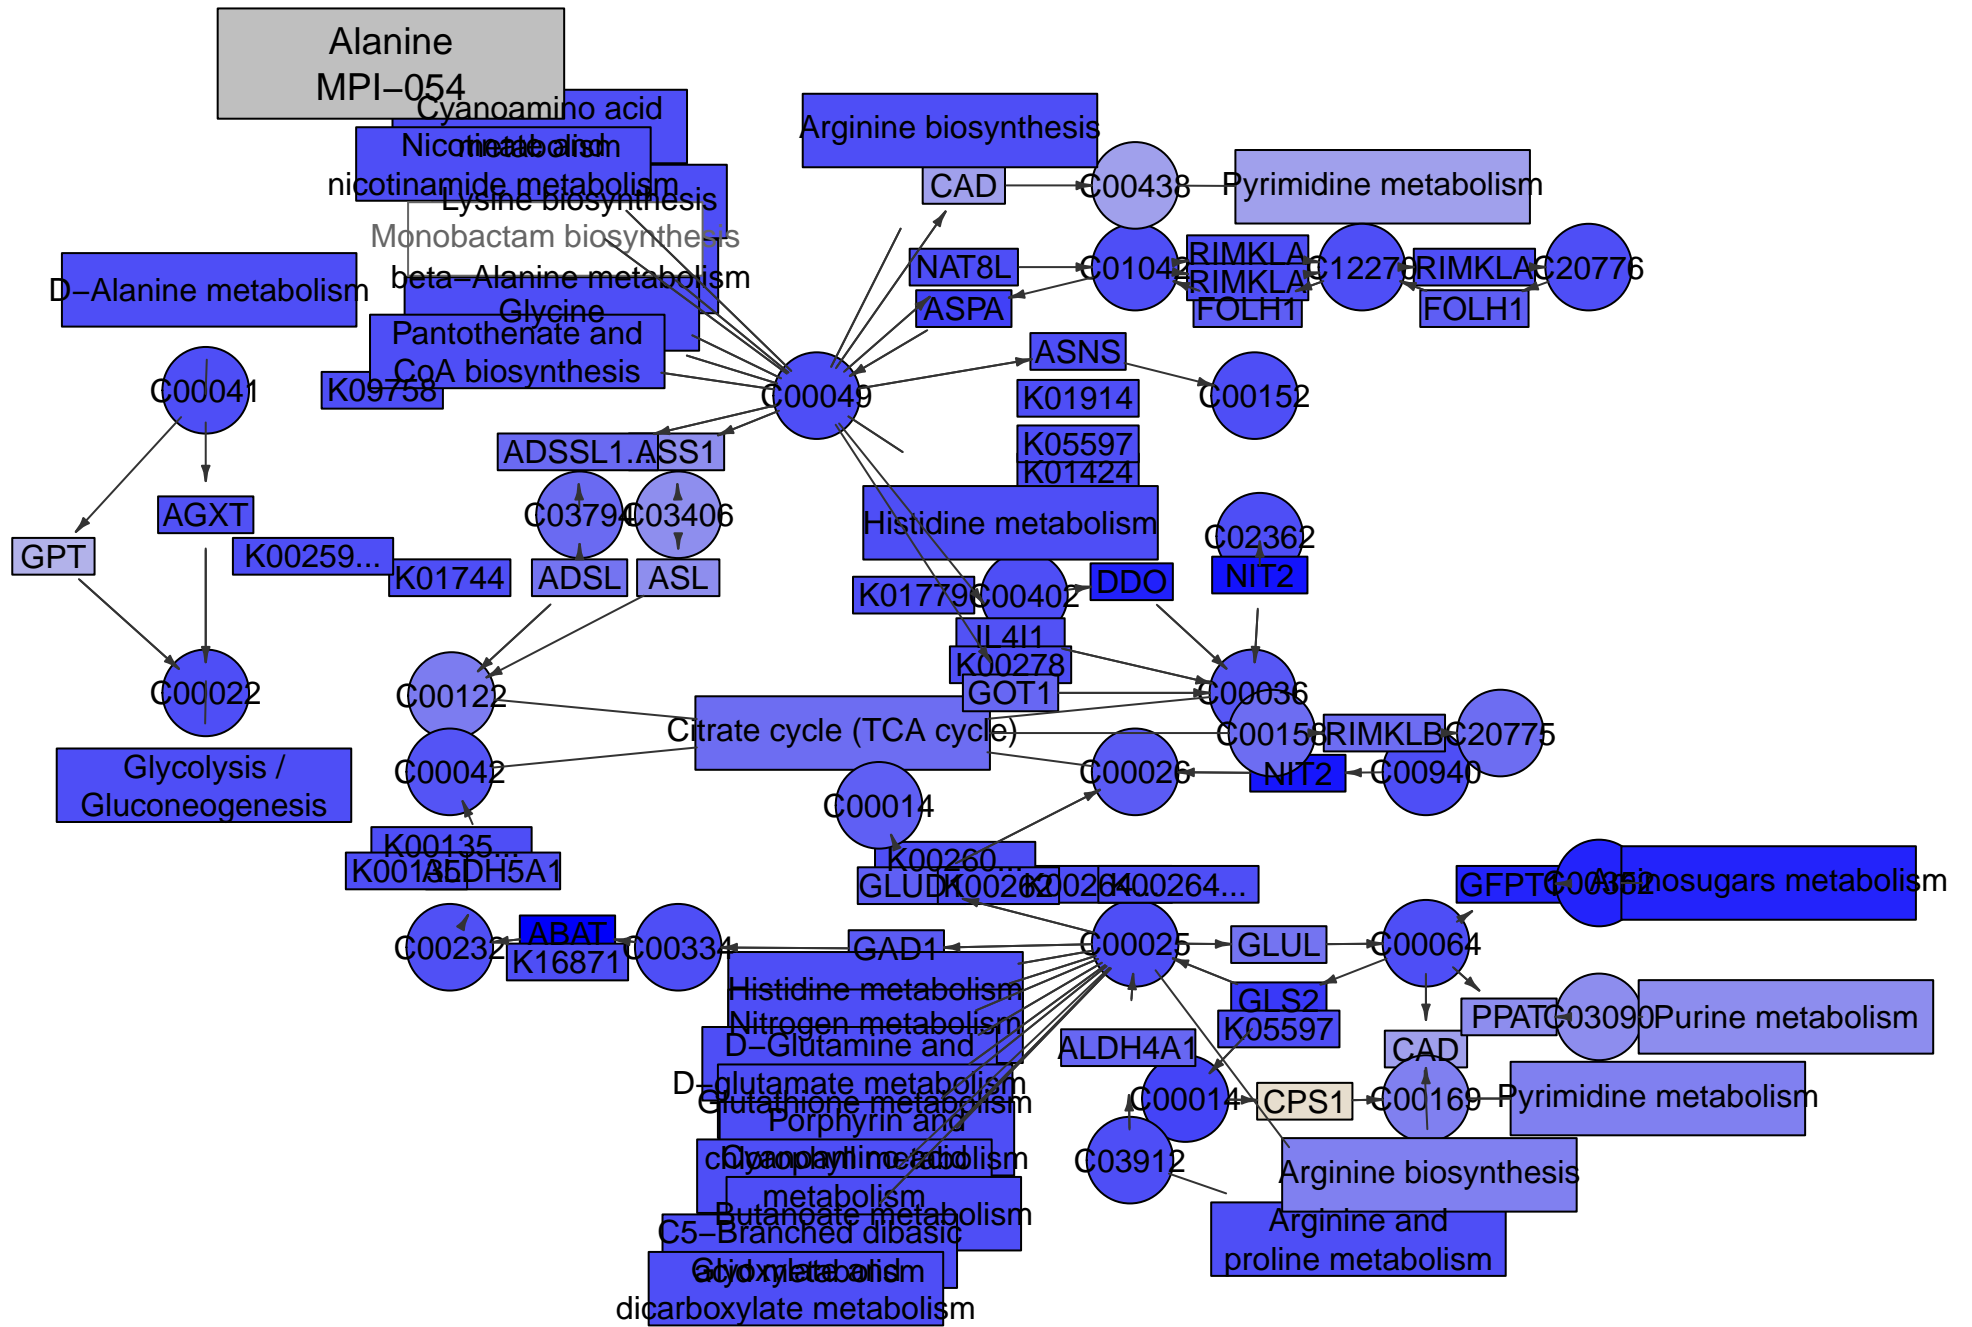 Alanine
MPI−054
Cyanoamino acid
metabolism
Nicotinate and
nicotinamide metabolism
Lysine biosynthesis
Monobactam biosynthesis
beta−Alanine metabolism
Glycine
Pantothenate and
CoA biosynthesis
D−Alanine metabolism
Arginine biosynthesis
CAD
C00438
Pyrimidine metabolism
NAT8L
C01042
RIMKLA
RIMKLA
FOLH1
C12270
RIMKLA
FOLH1
C20776
ASPA
C00041
K09758
C00049
ASNS
C00152
K01914
K05597
K01424
ADSSL1...
ASS1
C03794
C03406
AGXT
GPT
K00259...
K01744
ADSL
ASL
Histidine metabolism
C02362
NIT2
K01779
C00402
DDO
IL4I1
K00278
GOT1
C00036
C00022
C00122
Citrate cycle (TCA cycle)
C00158
RIMKLB
C20775
C00042
C00026
NIT2
C00940
Glycolysis /
Gluconeogenesis
C00014
K00135...
K00135
ALDH5A1
K00260...
K00262
K00264...
K00264...
GFPT1
C00352
Aminosugars metabolism
C00232
ABAT
K16871
C00334
GAD1
C00025
GLUL
C00064
GLS2
K05597
Histidine metabolism
Nitrogen metabolism
D−Glutamine and
D−glutamate metabolism
Glutathione metabolism
Porphyrin and
chlorophyll metabolism
Cyanoamino acid
metabolism
Butanoate metabolism
C5−Branched dibasic
acid metabolism
Glyoxylate and
dicarboxylate metabolism
ALDH4A1
PPAT
C03090
Purine metabolism
CAD
C00014
CPS1
C00169
Pyrimidine metabolism
C03912
Arginine biosynthesis
Arginine and
proline metabolism